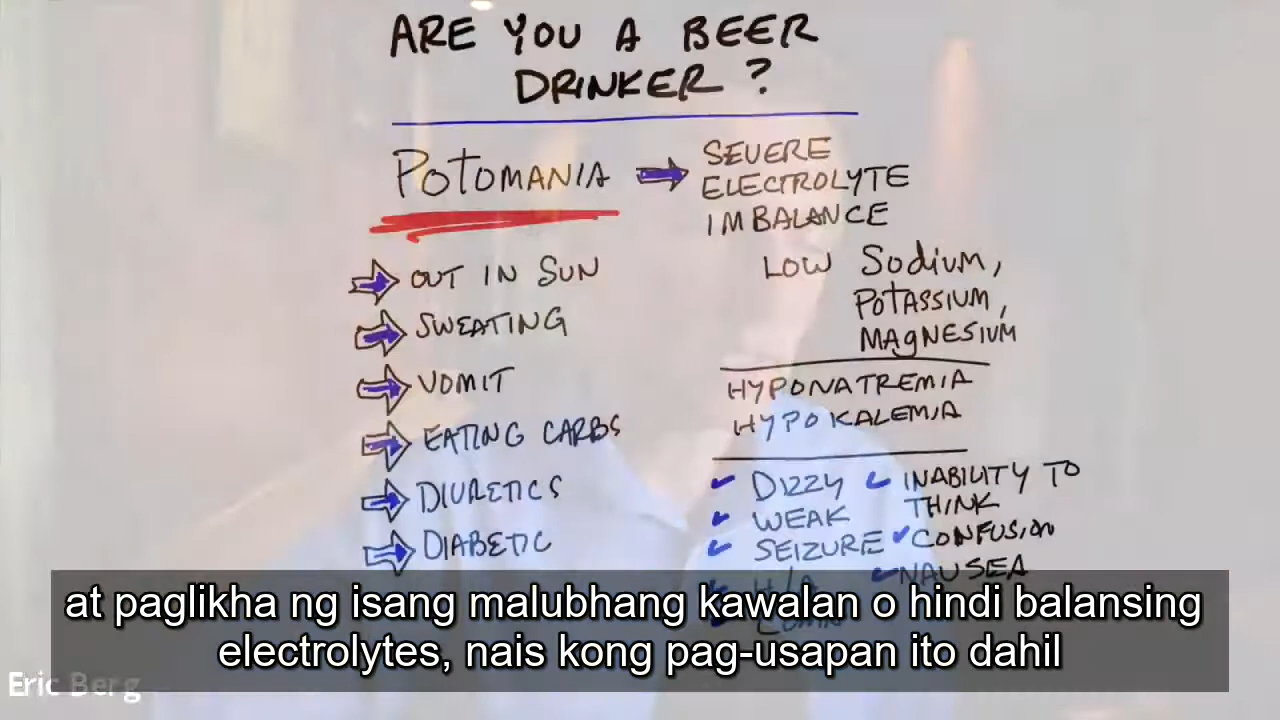 ARE YOU A BEER
DRINKER?
POTOMANIA
SEVERE
ELECTROLYTE
IMBALANCE
LOW SODIUM,
POTASSIUM,
MAGNESIUM
HYPONATREMIA
HYPOKALEMIA
OUT IN SUN
SWEATING
VOMIT
EATING CARBS
DIURETICS
DIABETIC
DIZZY
WEAK
SEIZURE
INABILITY TO
THINK
CONFUSION
NAUSEA
at paglikha ng isang malubhang kawalan o hindi balansing
electrolytes, nais kong pag-usapan ito dahil
Eric Berg